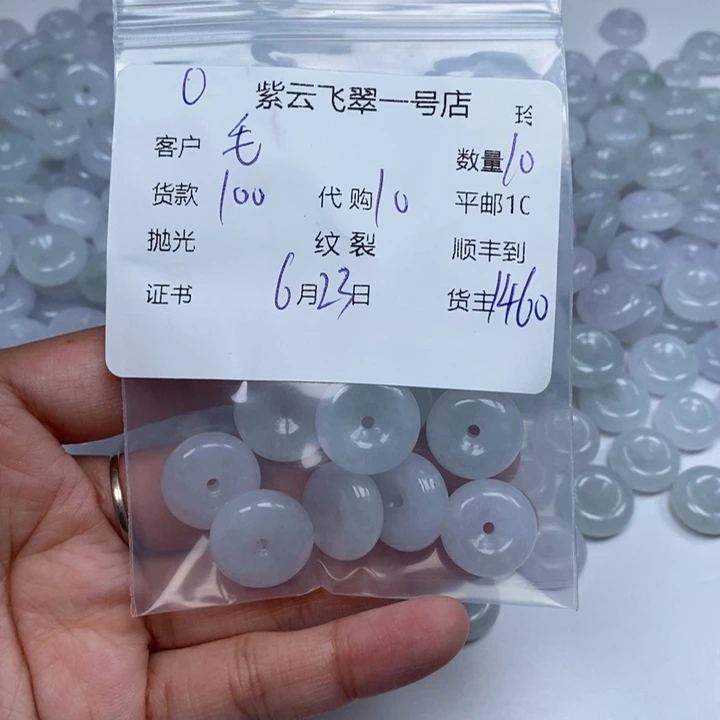 0 紫云飞翠一号店 玲
客户 毛 数量 10
货款 100 代购 10 平邮10
抛光 纹裂 顺丰到
证书 6月23日 货主 1460